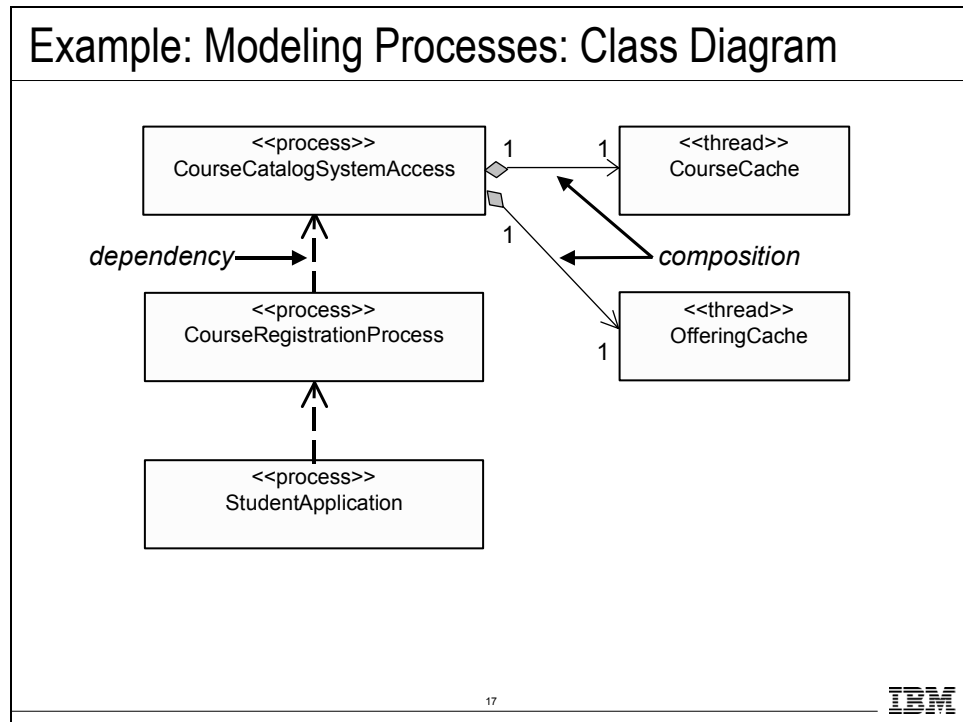 Example: Modeling Processes: Class Diagram
<<process>>
CourseCatalogSystemAccess
1
1
<<thread>>
CourseCache
dependency
1
composition
<<process>>
CourseRegistrationProcess
1
<<thread>>
OfferingCache
<<process>>
StudentApplication
17
IBM